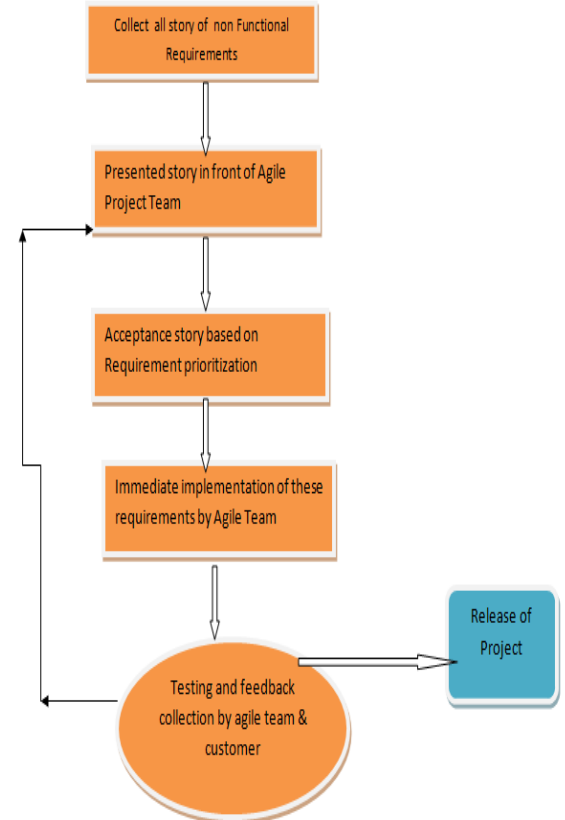 Collect all story of non Functional
Requirements
Presented story in front of Agile
Project Team
Acceptance story based on
Requirement prioritization
Immediate implementation of these
requirements by Agile Team
Release of
Project
Testing and feedback
collection by agile team &
customer